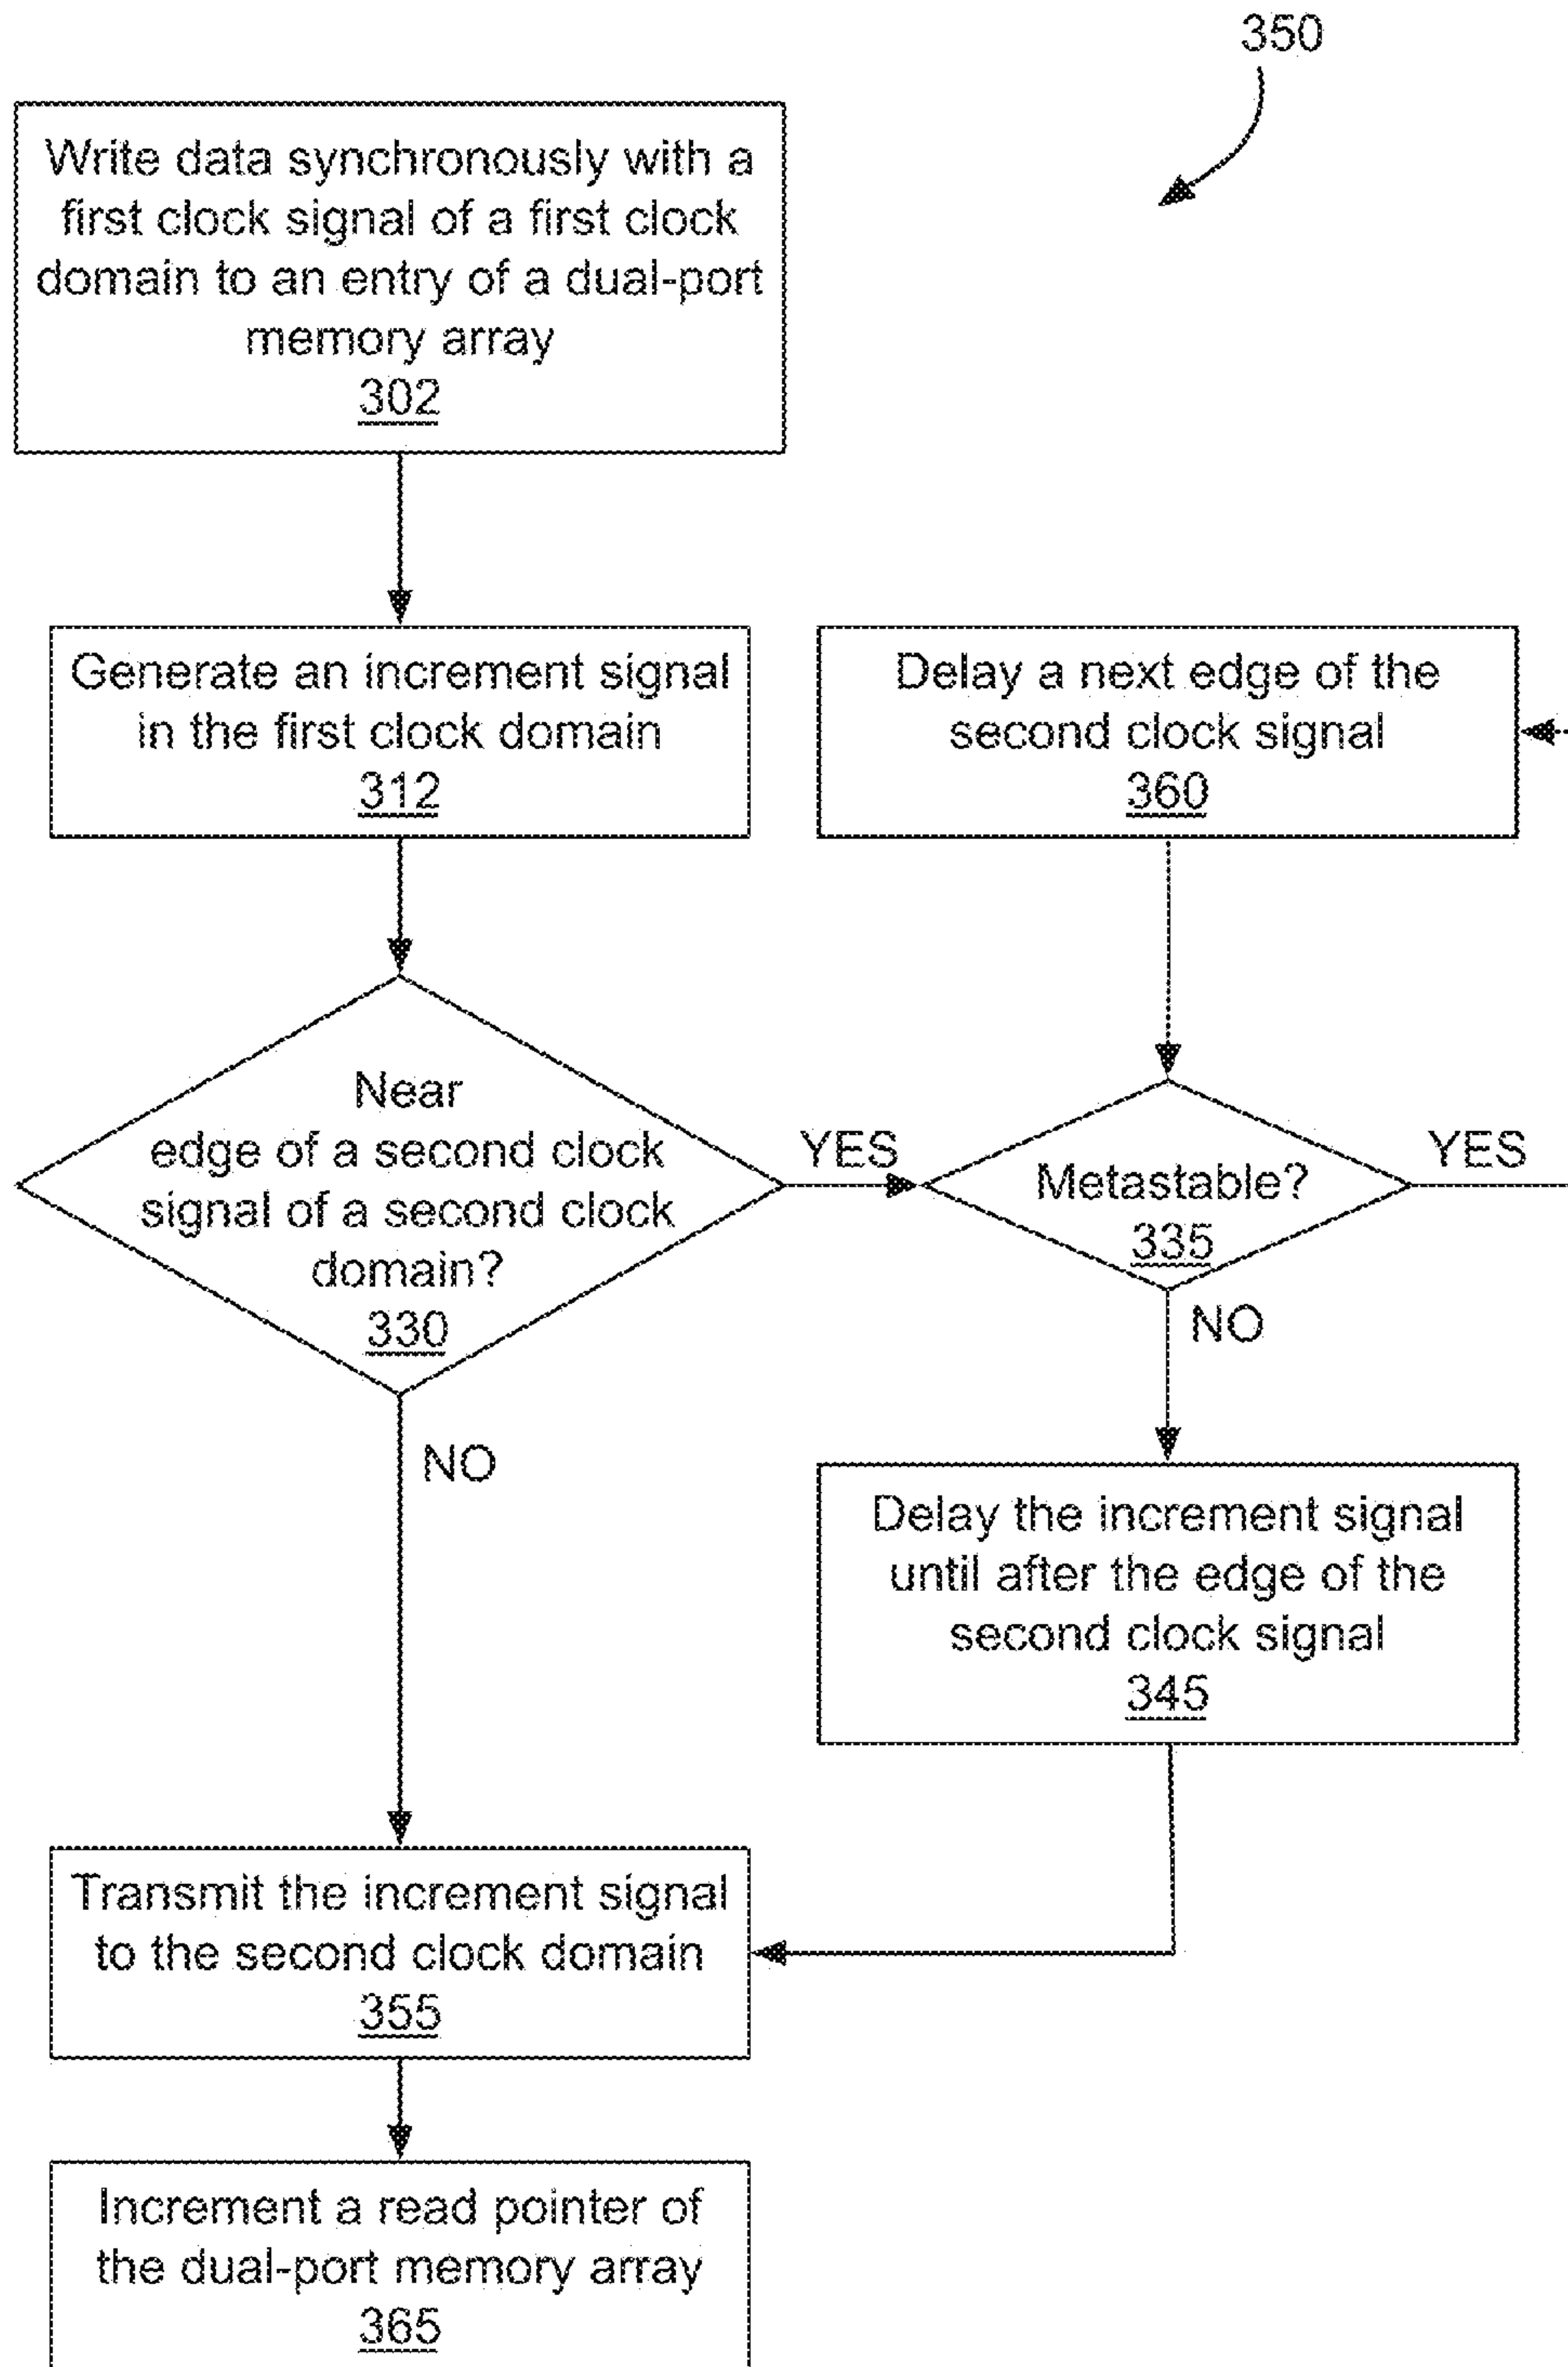 350
Write data synchronously with a
first clock signal of a first clock
domain to an entry of a dual-port
memory array
302
Generate an increment signal
in the first clock domain
312
Delay a next edge of the
second clock signal
360
Near
edge of a second clock
signal of a second clock
domain?
330
YES
Metastable?
335
YES
NO
NO
Delay the increment signal
until after the edge of the
second clock signal
345
Transmit the increment signal
to the second clock domain
355
Increment a read pointer of
the dual-port memory array
365